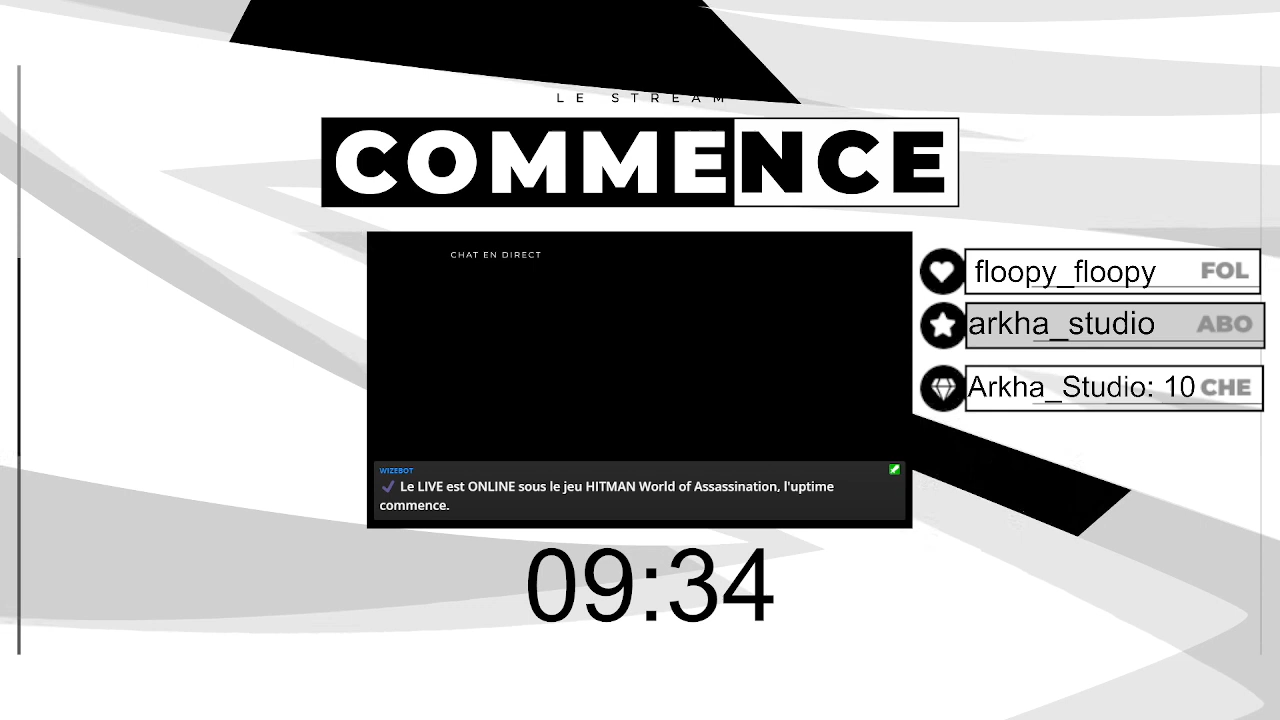 LE STREAM
COMMENCE
CHAT EN DIRECT
floopy_floopy FOL
arkha_studio ABO
Arkha_Studio: 10 CHE
WIZEBOT
Le LIVE est ONLINE sous le jeu HITMAN World of Assassination, l'uptime
commence.
09:34